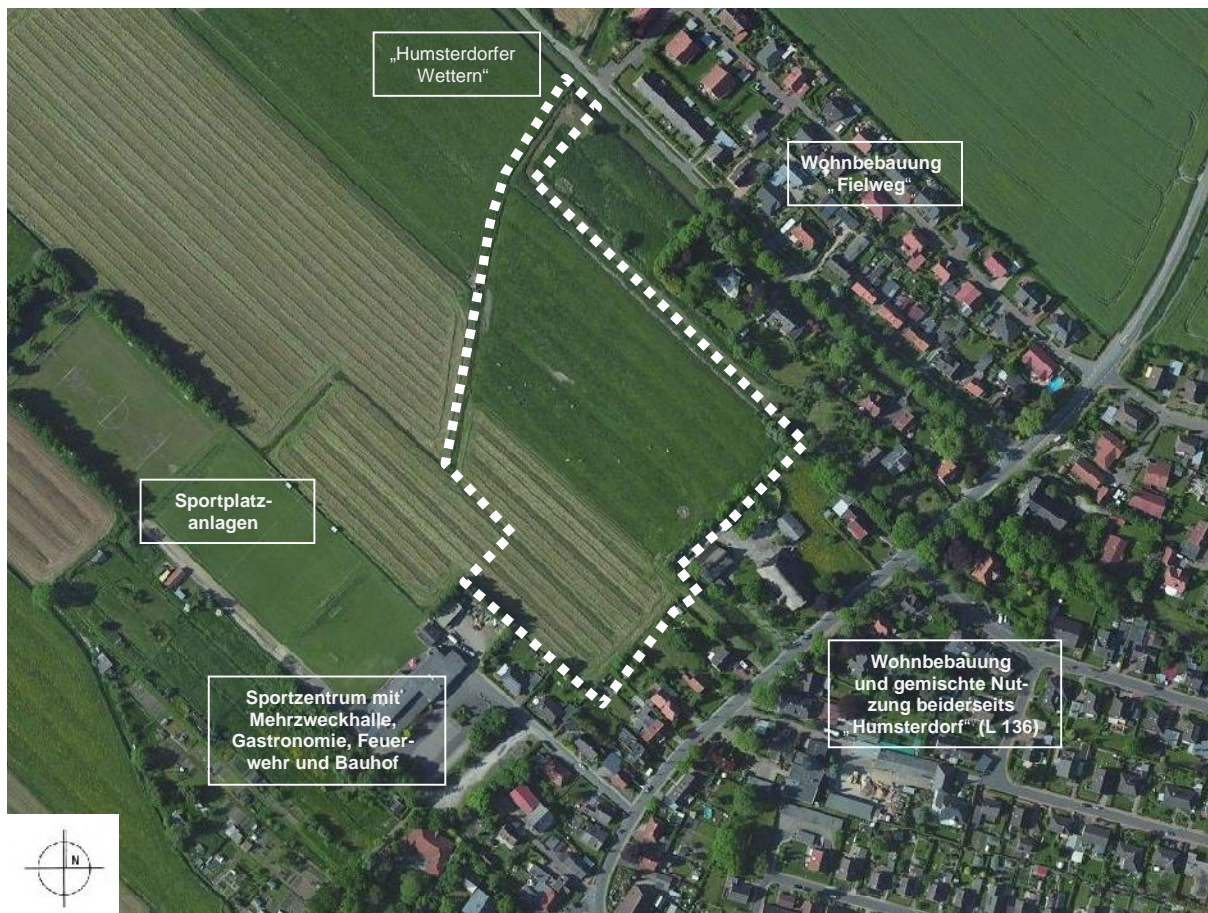 „Humsterdorfer
Wettern“
Wohnbebauung
„Fielweg“
Sportplatz-
anlagen
Sportzentrum mit
Mehrzweckhalle,
Gastronomie, Feuer-
wehr und Bauhof
Wohnbebauung
und gemischte Nut-
zung beiderseits
„Humsterdorf“ (L 136)
N